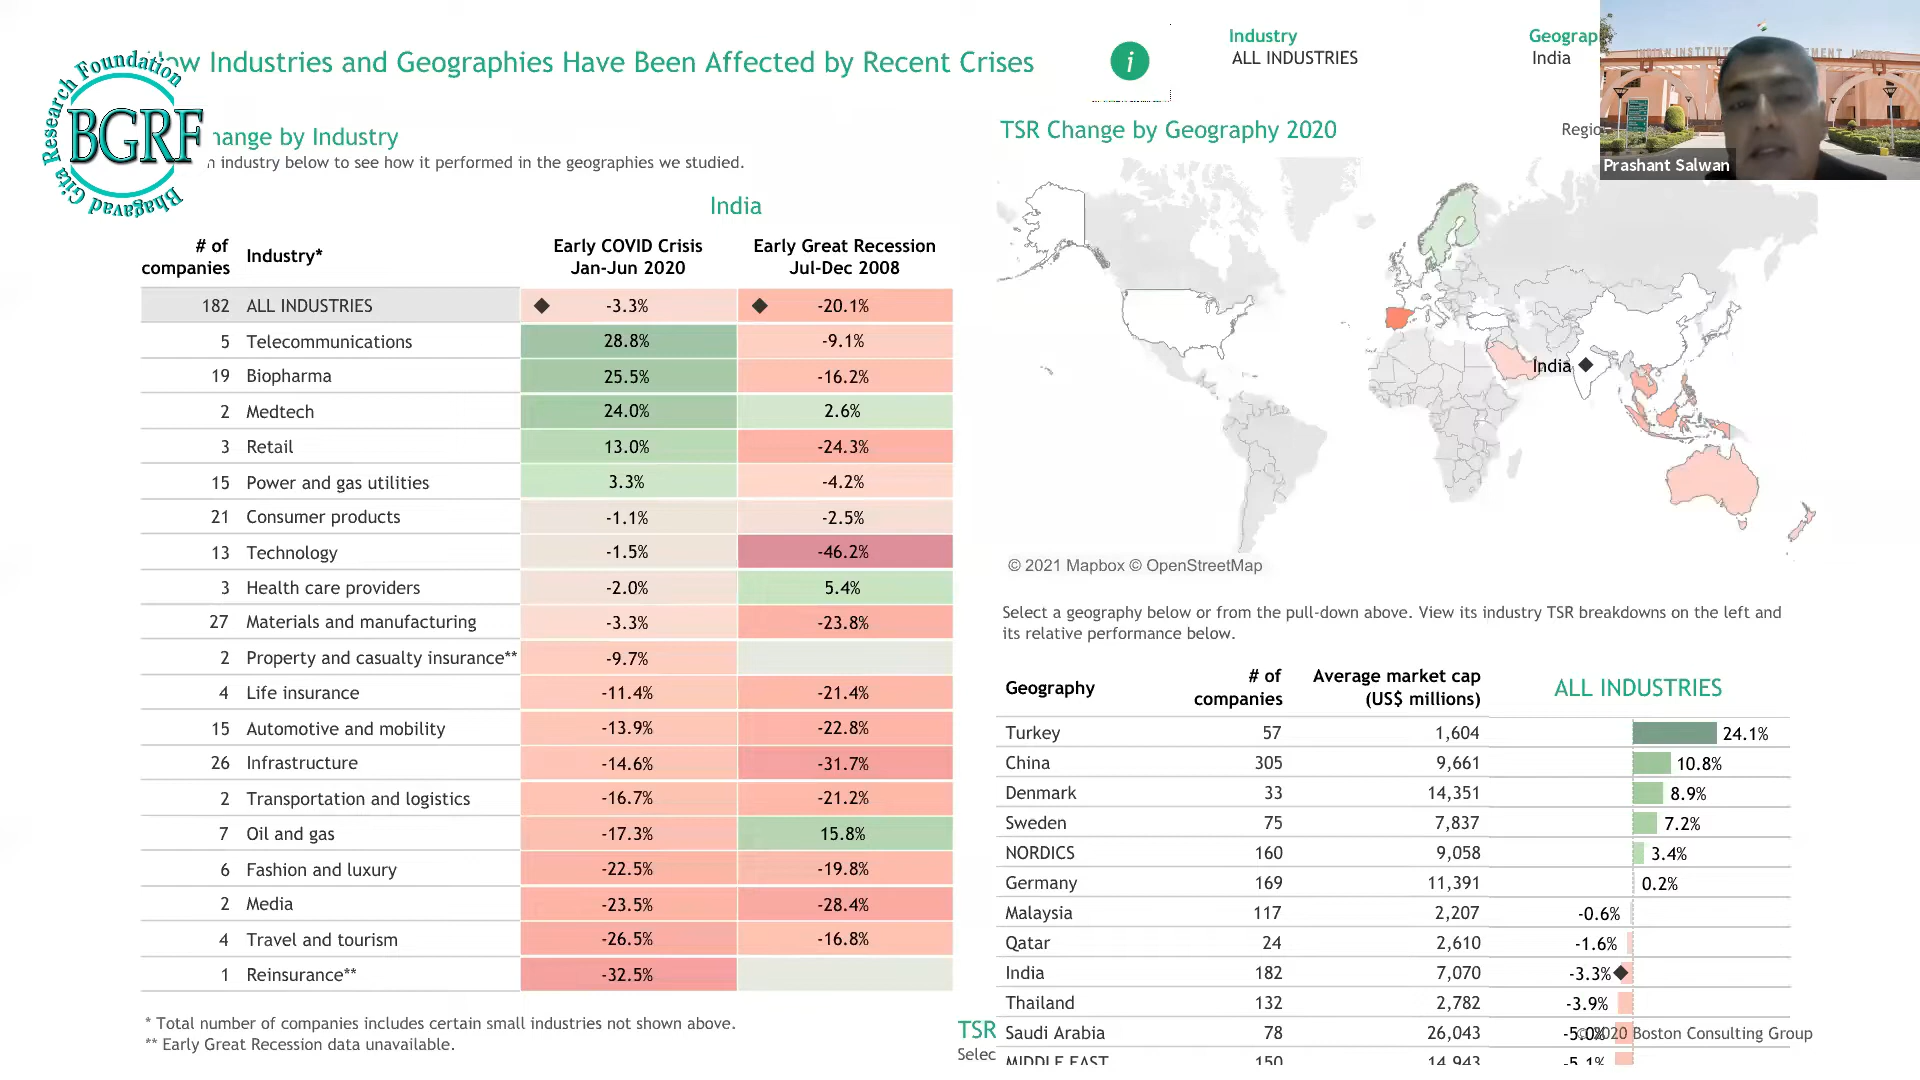 How Industries and Geographies Have Been Affected by Recent Crises
i
Industry
ALL INDUSTRIES
Geograp
India
Bhagavad Gita Research Foundation
BGRF
hange by Industry
n industry below to see how it performed in the geographies we studied.
India
# of companies Industry* Early COVID Crisis Jan-Jun 2020 Early Great Recession Jul-Dec 2008
182 ALL INDUSTRIES -3.3% -20.1%
5 Telecommunications 28.8% -9.1%
19 Biopharma 25.5% -16.2%
2 Medtech 24.0% 2.6%
3 Retail 13.0% -24.3%
15 Power and gas utilities 3.3% -4.2%
21 Consumer products -1.1% -2.5%
13 Technology -1.5% -46.2%
3 Health care providers -2.0% 5.4%
27 Materials and manufacturing -3.3% -23.8%
2 Property and casualty insurance** -9.7%
4 Life insurance -11.4% -21.4%
15 Automotive and mobility -13.9% -22.8%
26 Infrastructure -14.6% -31.7%
2 Transportation and logistics -16.7% -21.2%
7 Oil and gas -17.3% 15.8%
6 Fashion and luxury -22.5% -19.8%
2 Media -23.5% -28.4%
4 Travel and tourism -26.5% -16.8%
1 Reinsurance** -32.5%
* Total number of companies includes certain small industries not shown above.
** Early Great Recession data unavailable.
TSR Change by Geography 2020
Regio
Prashant Salwan
India
© 2021 Mapbox © OpenStreetMap
Select a geography below or from the pull-down above. View its industry TSR breakdowns on the left and
its relative performance below.
Geography # of companies Average market cap (US$ millions) ALL INDUSTRIES
Turkey 57 1,604 24.1%
China 305 9,661 10.8%
Denmark 33 14,351 8.9%
Sweden 75 7,837 7.2%
NORDICS 160 9,058 3.4%
Germany 169 11,391 0.2%
Malaysia 117 2,207 -0.6%
Qatar 24 2,610 -1.6%
India 182 7,070 -3.3%
Thailand 132 2,782 -3.9%
Saudi Arabia 78 26,043 -5.0%
MIDDLE EAST 150 14,943 -5.1%
TSR
Selec
© 2020 Boston Consulting Group